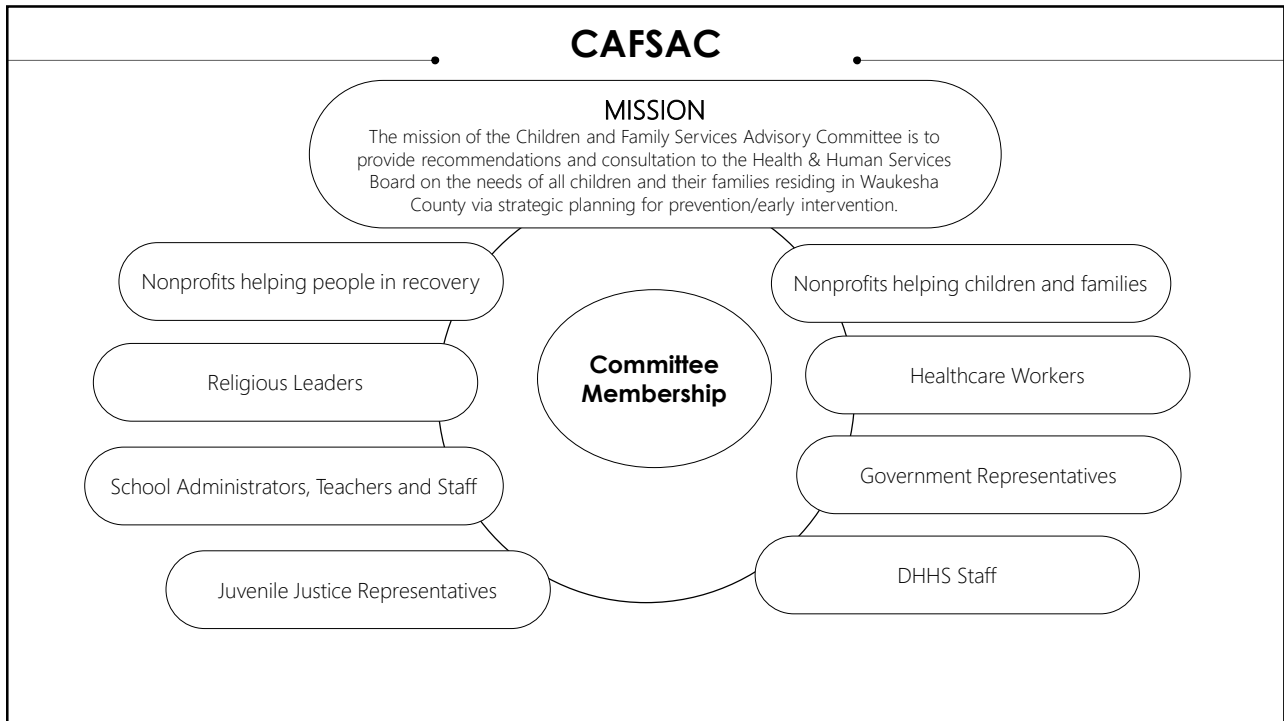 CAFSAC
MISSION
The mission of the Children and Family Services Advisory Committee is to
provide recommendations and consultation to the Health & Human Services
Board on the needs of all children and their families residing in Waukesha
County via strategic planning for prevention/early intervention.
Nonprofits helping people in recovery
Nonprofits helping children and families
Committee
Membership
Religious Leaders
Healthcare Workers
School Administrators, Teachers and Staff
Government Representatives
Juvenile Justice Representatives
DHHS Staff